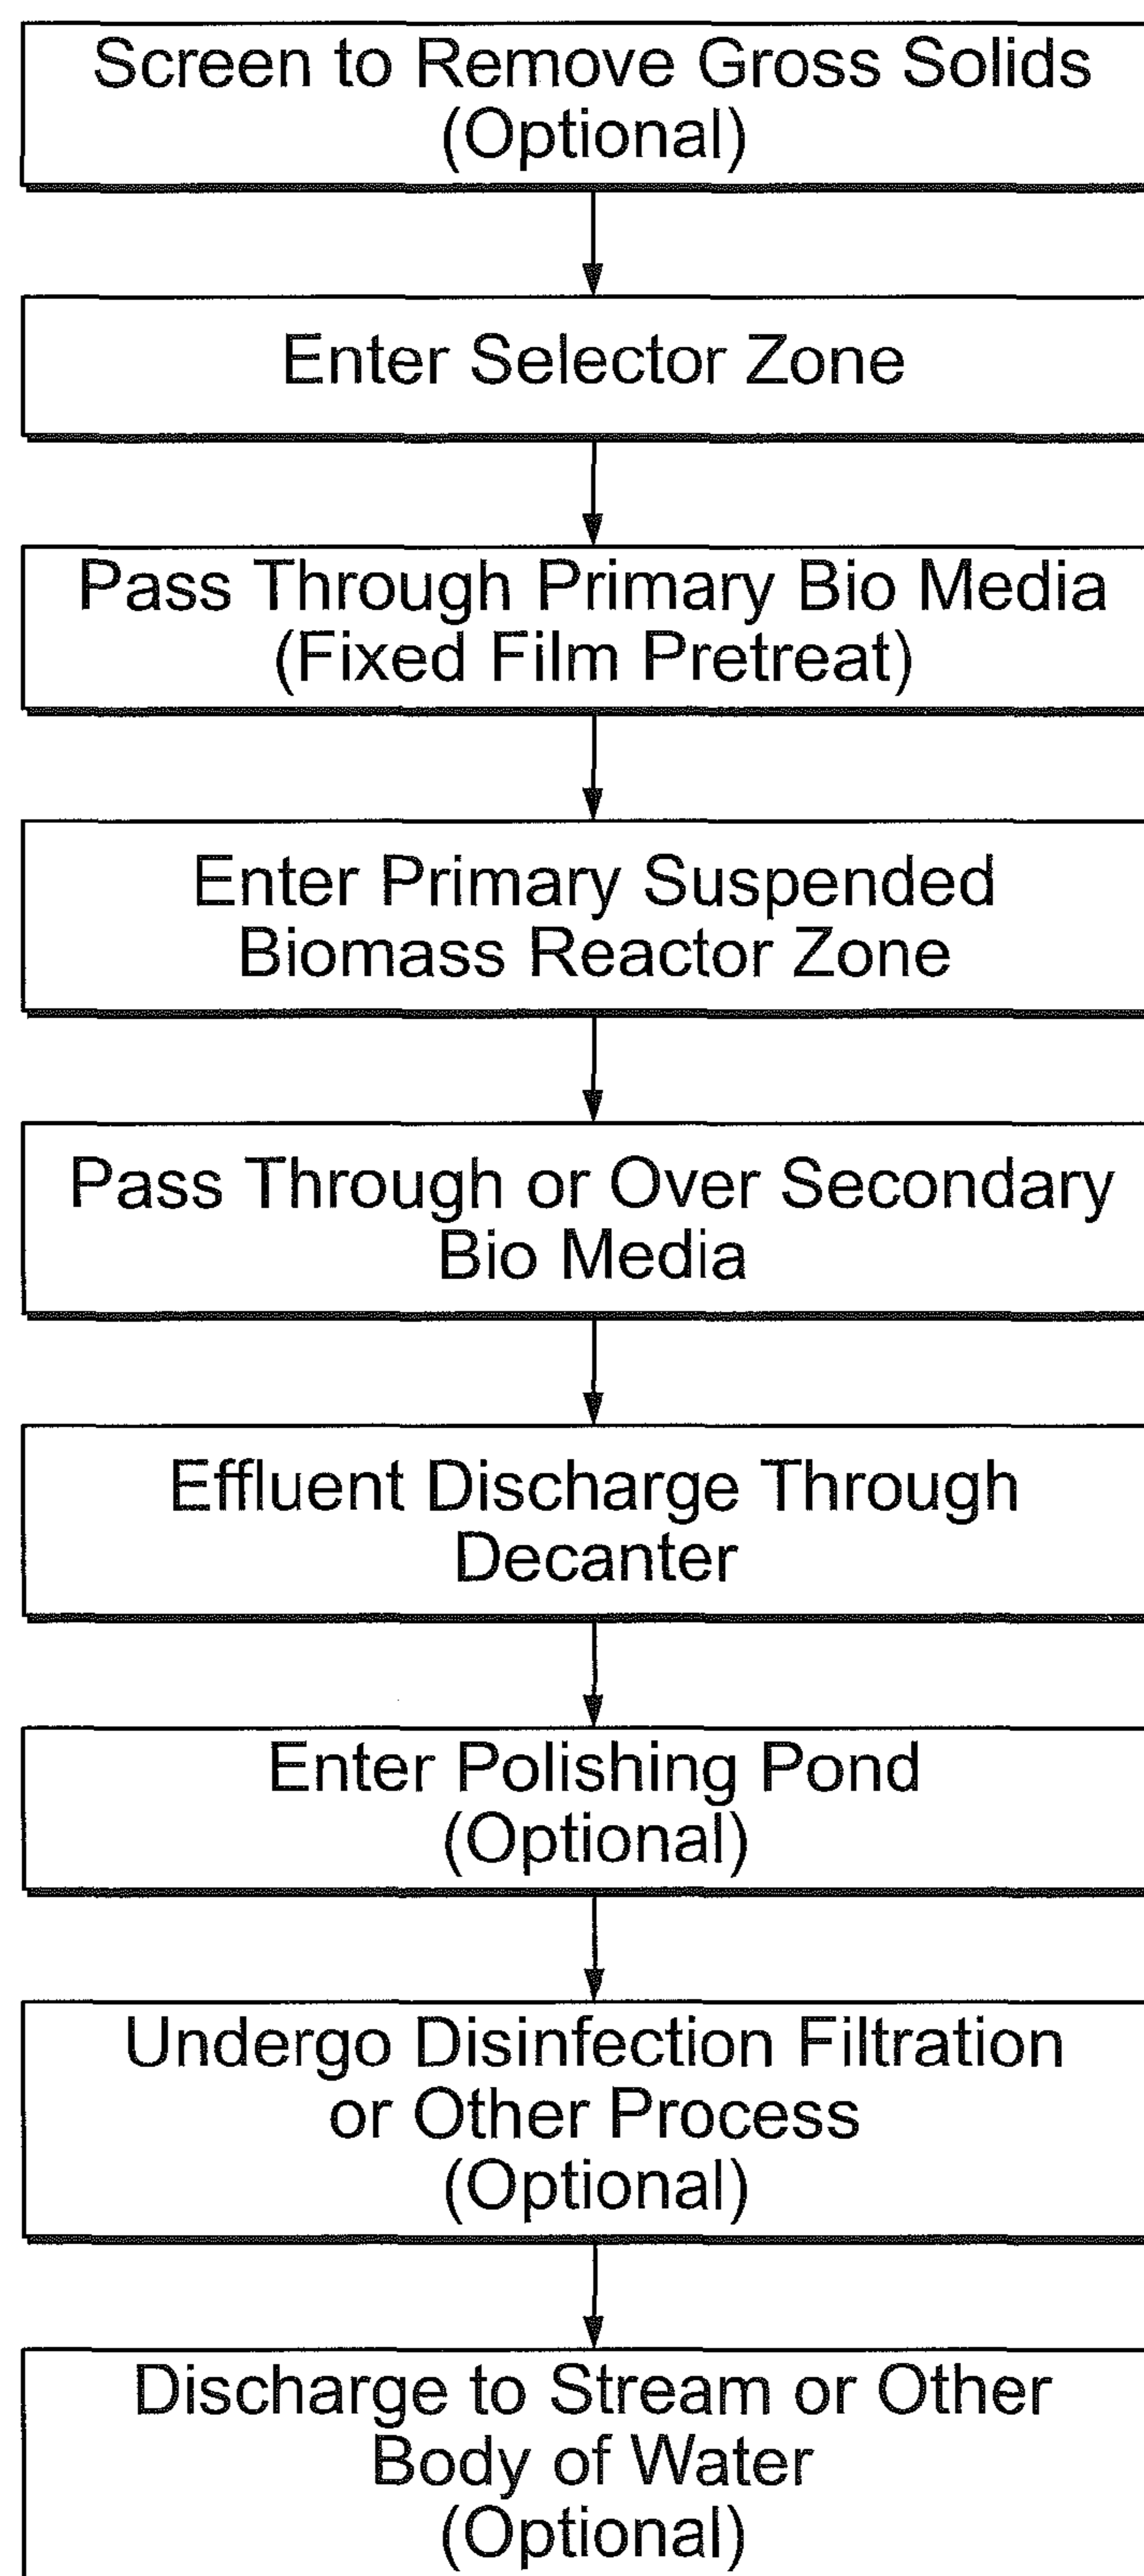 Screen to Remove Gross Solids
(Optional)
Enter Selector Zone
Pass Through Primary Bio Media
(Fixed Film Pretreat)
Enter Primary Suspended
Biomass Reactor Zone
Pass Through or Over Secondary
Bio Media
Effluent Discharge Through
Decanter
Enter Polishing Pond
(Optional)
Undergo Disinfection Filtration
or Other Process
(Optional)
Discharge to Stream or Other
Body of Water
(Optional)